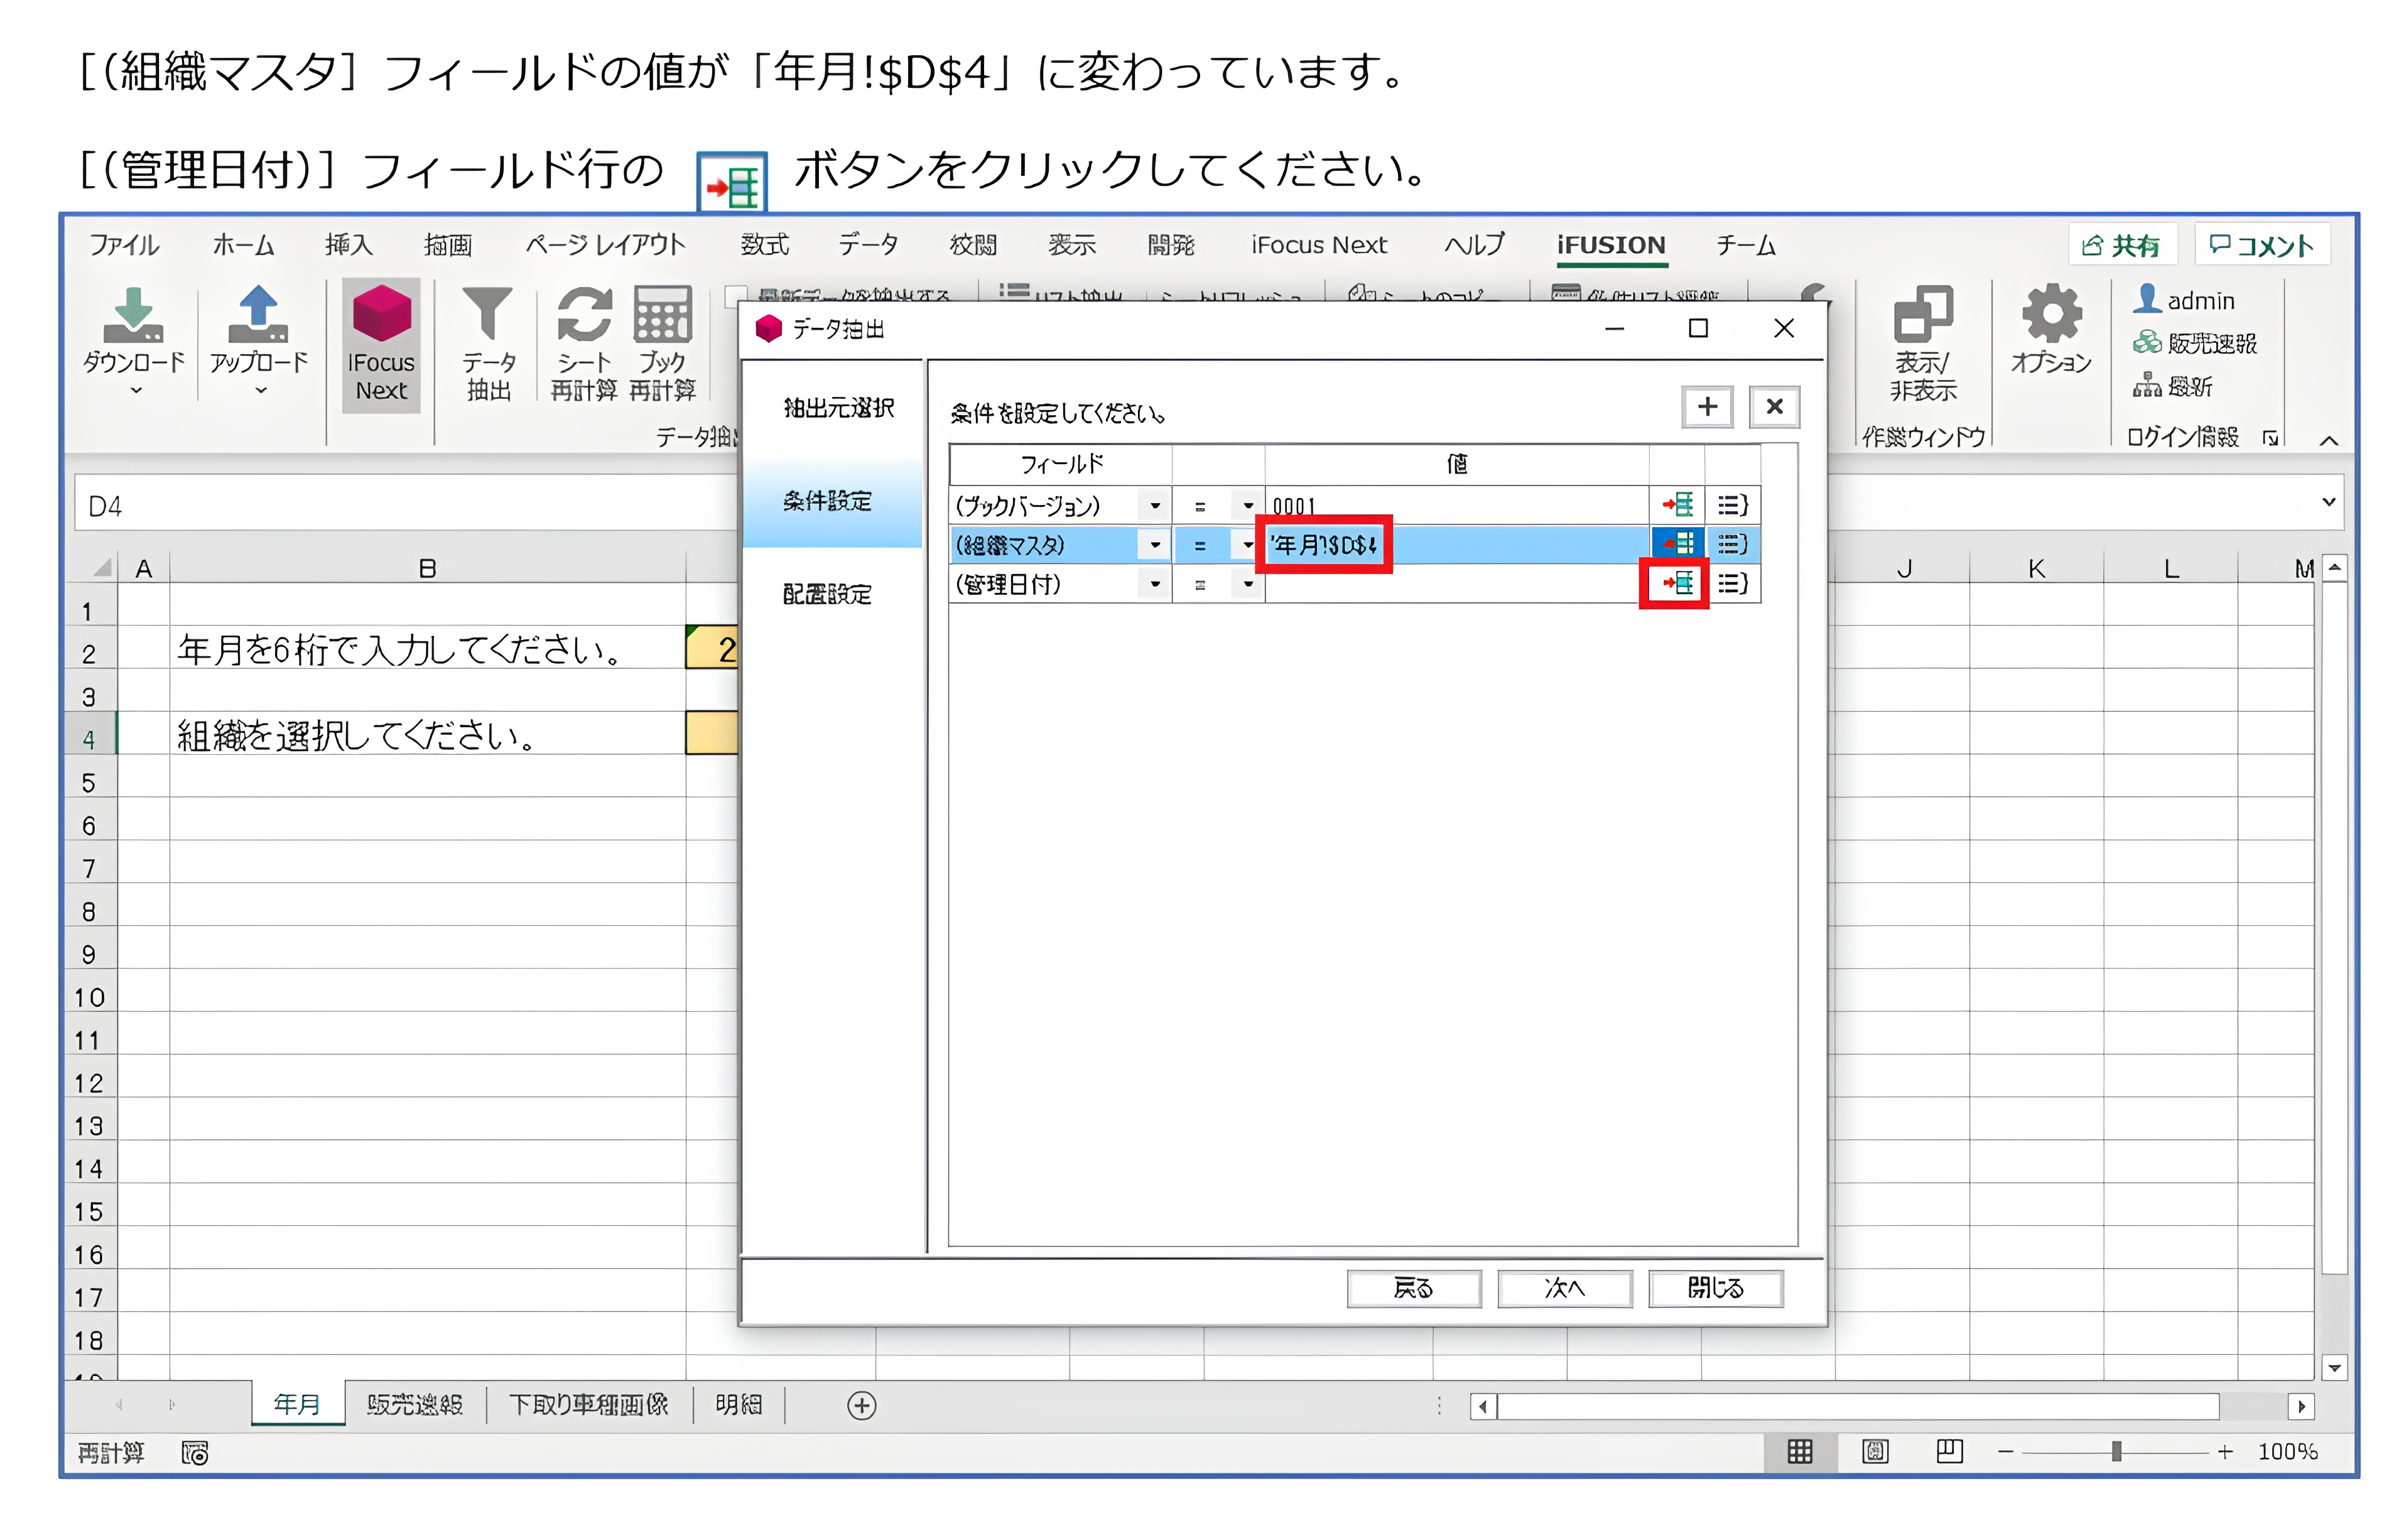 ［(組織マスタ］フィールドの値が「年月!$D$4」に変わっています。
［(管理日付)］フィールド行の ボタンをクリックしてください。
ファイル ホーム 挿入 描画 ページ レイアウト 数式 データ 校閲 表示 開発 iFocus Next ヘルプ iFUSION チーム 共有 コメント
ダウンロード アップロード iFocus Next データ抽出 シート再計算 ブック再計算
表示/非表示 オプション
admin
販売速報
最新
作業ウィンドウ ログイン情報
データ抽出
抽出元選択
条件設定
配置設定
条件を設定してください。
フィールド 値
(ブックバージョン) = 0001
(組織マスタ) = '年月'!$D$4
(管理日付) =
戻る 次へ 閉じる
D4
A B J K L M
1
2 年月を6桁で入力してください。 2
3
4 組織を選択してください。
5
6
7
8
9
10
11
12
13
14
15
16
17
18
年月 販売速報 下取り車種画像 明細
再計算 100%